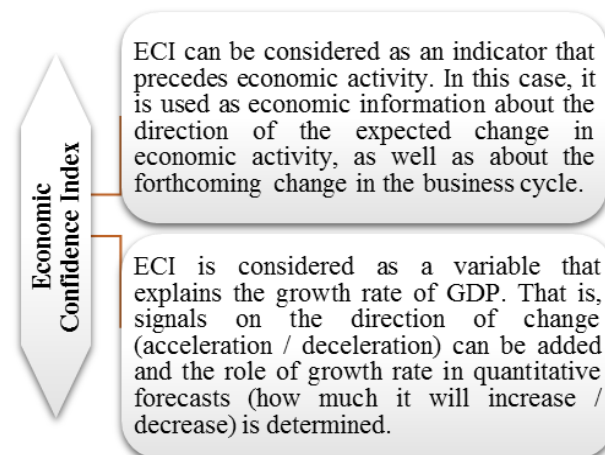 Economic
Confidence Index
ECI can be considered as an indicator that
precedes economic activity. In this case, it
is used as economic information about the
direction of the expected change in
economic activity, as well as about the
forthcoming change in the business cycle.
ECI is considered as a variable that
explains the growth rate of GDP. That is,
signals on the direction of change
(acceleration / deceleration) can be added
and the role of growth rate in quantitative
forecasts (how much it will increase /
decrease) is determined.